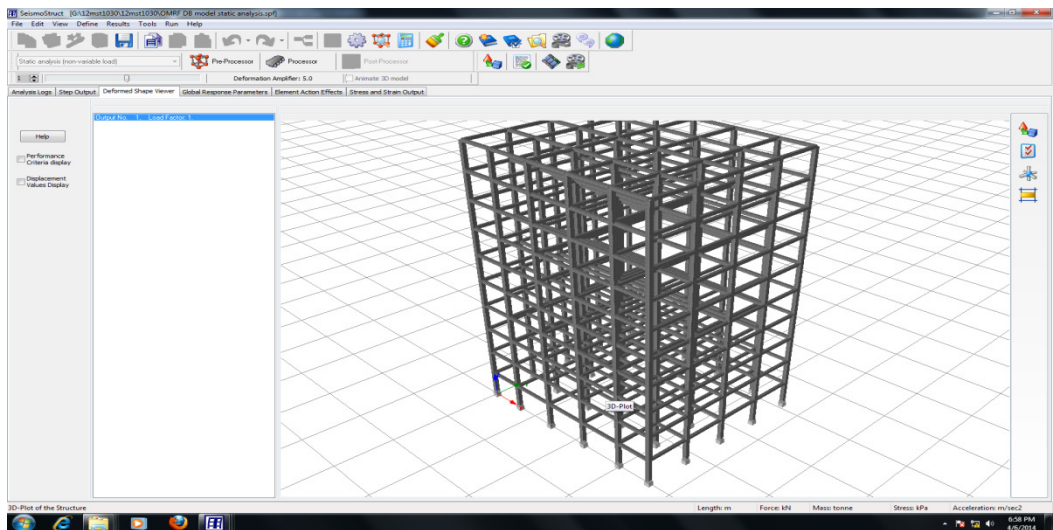 SeismoStruct [G:\12mst1030\12mst1030\OMRF DB model static analysis.spf]
File Edit View Define Results Tools Run Help
Static analysis (non-variable load) Pre-Processor Processor Post-Processor
1 Deformation Amplifier: 5.0 Animate 3D model
Analysis Logs Step Output Deformed Shape Viewer Global Response Parameters Element Action Effects Stress and Strain Output
Output No. 1. Load Factor 1.
Help
Performance
Criteria display
Displacement
Values Display
3D-Plot
3D-Plot of the Structure Length: m Force: kN Mass: tonne Stress: kPa Acceleration: m/sec2
6:58 PM
4/6/2014